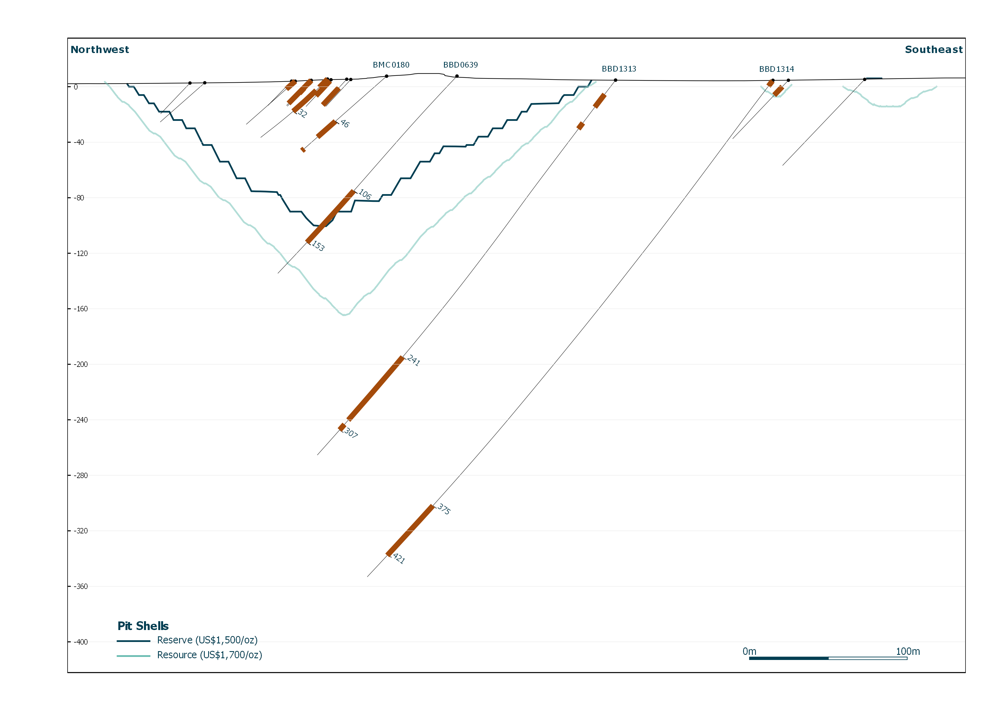 Northwest
Southeast
BMC0180
BBD0639
BBD1313
BBD1314
0
32
46
-40
106
-80
-120
153
-160
-200
241
-240
307
-280
375
-320
421
-360
Pit Shells
Reserve (US$1,500/oz)
-400
Resource (US$1,700/oz)
0m
100m